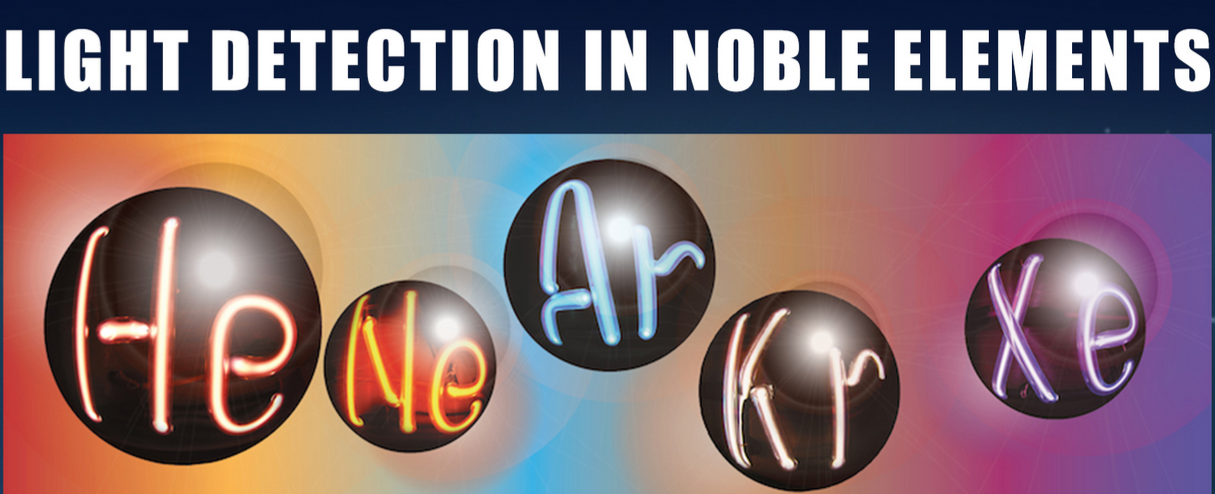 LIGHT DETECTION IN NOBLE ELEMENTS
He
Ne
Ar
Kr
Xe